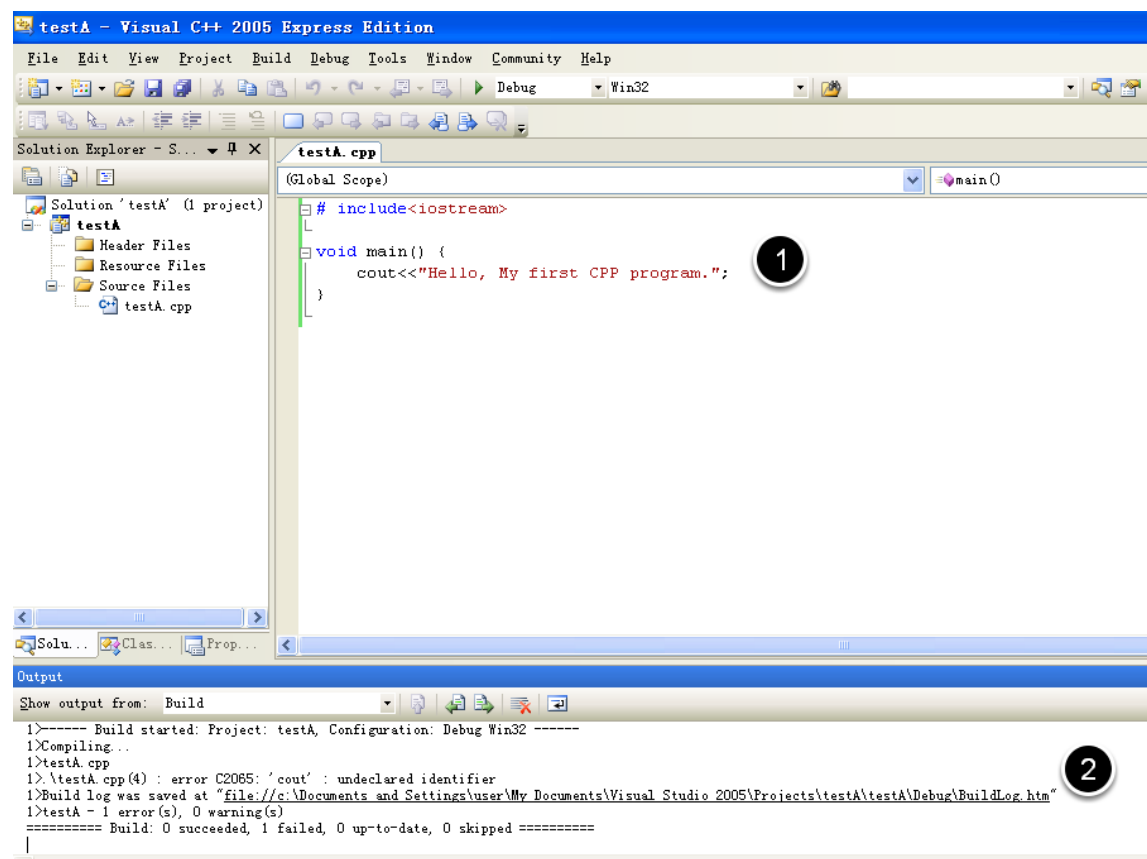 testA - Visual C++ 2005 Express Edition
File Edit View Project Build Debug Tools Window Community Help
Debug Win32
Solution Explorer - S...
testA.cpp
(Global Scope) main()
Solution 'testA' (1 project)
testA
Header Files
Resource Files
Source Files
testA.cpp
# include<iostream>
void main() {
cout<<"Hello, My first CPP program.";
}
1
Solu... Clas... Prop...
Output
Show output from: Build
1>------ Build started: Project: testA, Configuration: Debug Win32 ------
1>Compiling...
1>testA.cpp
1>.\testA.cpp(4) : error C2065: 'cout' : undeclared identifier
1>Build log was saved at "file://c:\Documents and Settings\user\My Documents\Visual Studio 2005\Projects\testA\testA\Debug\BuildLog.htm"
1>testA - 1 error(s), 0 warning(s)
========== Build: 0 succeeded, 1 failed, 0 up-to-date, 0 skipped ==========
2